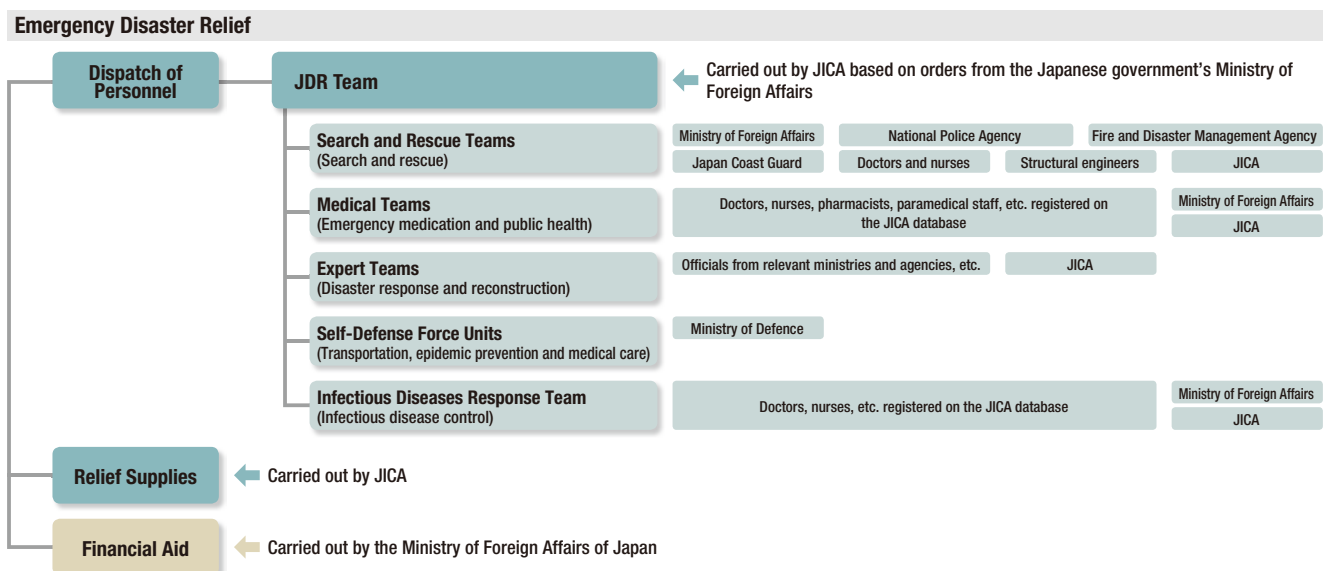 Emergency Disaster Relief
Dispatch of
Personnel
JDR Team
Carried out by JICA based on orders from the Japanese government's Ministry of
Foreign Affairs
Search and Rescue Teams
(Search and rescue)
Ministry of Foreign Affairs
National Police Agency
Fire and Disaster Management Agency
Japan Coast Guard
Doctors and nurses
Structural engineers
JICA
Medical Teams
(Emergency medication and public health)
Doctors, nurses, pharmacists, paramedical staff, etc. registered on
the JICA database
Ministry of Foreign Affairs
JICA
Expert Teams
(Disaster response and reconstruction)
Officials from relevant ministries and agencies, etc.
JICA
Self-Defense Force Units
(Transportation, epidemic prevention and medical care)
Ministry of Defence
Infectious Diseases Response Team
(Infectious disease control)
Doctors, nurses, etc. registered on the JICA database
Ministry of Foreign Affairs
JICA
Relief Supplies
Carried out by JICA
Financial Aid
Carried out by the Ministry of Foreign Affairs of Japan